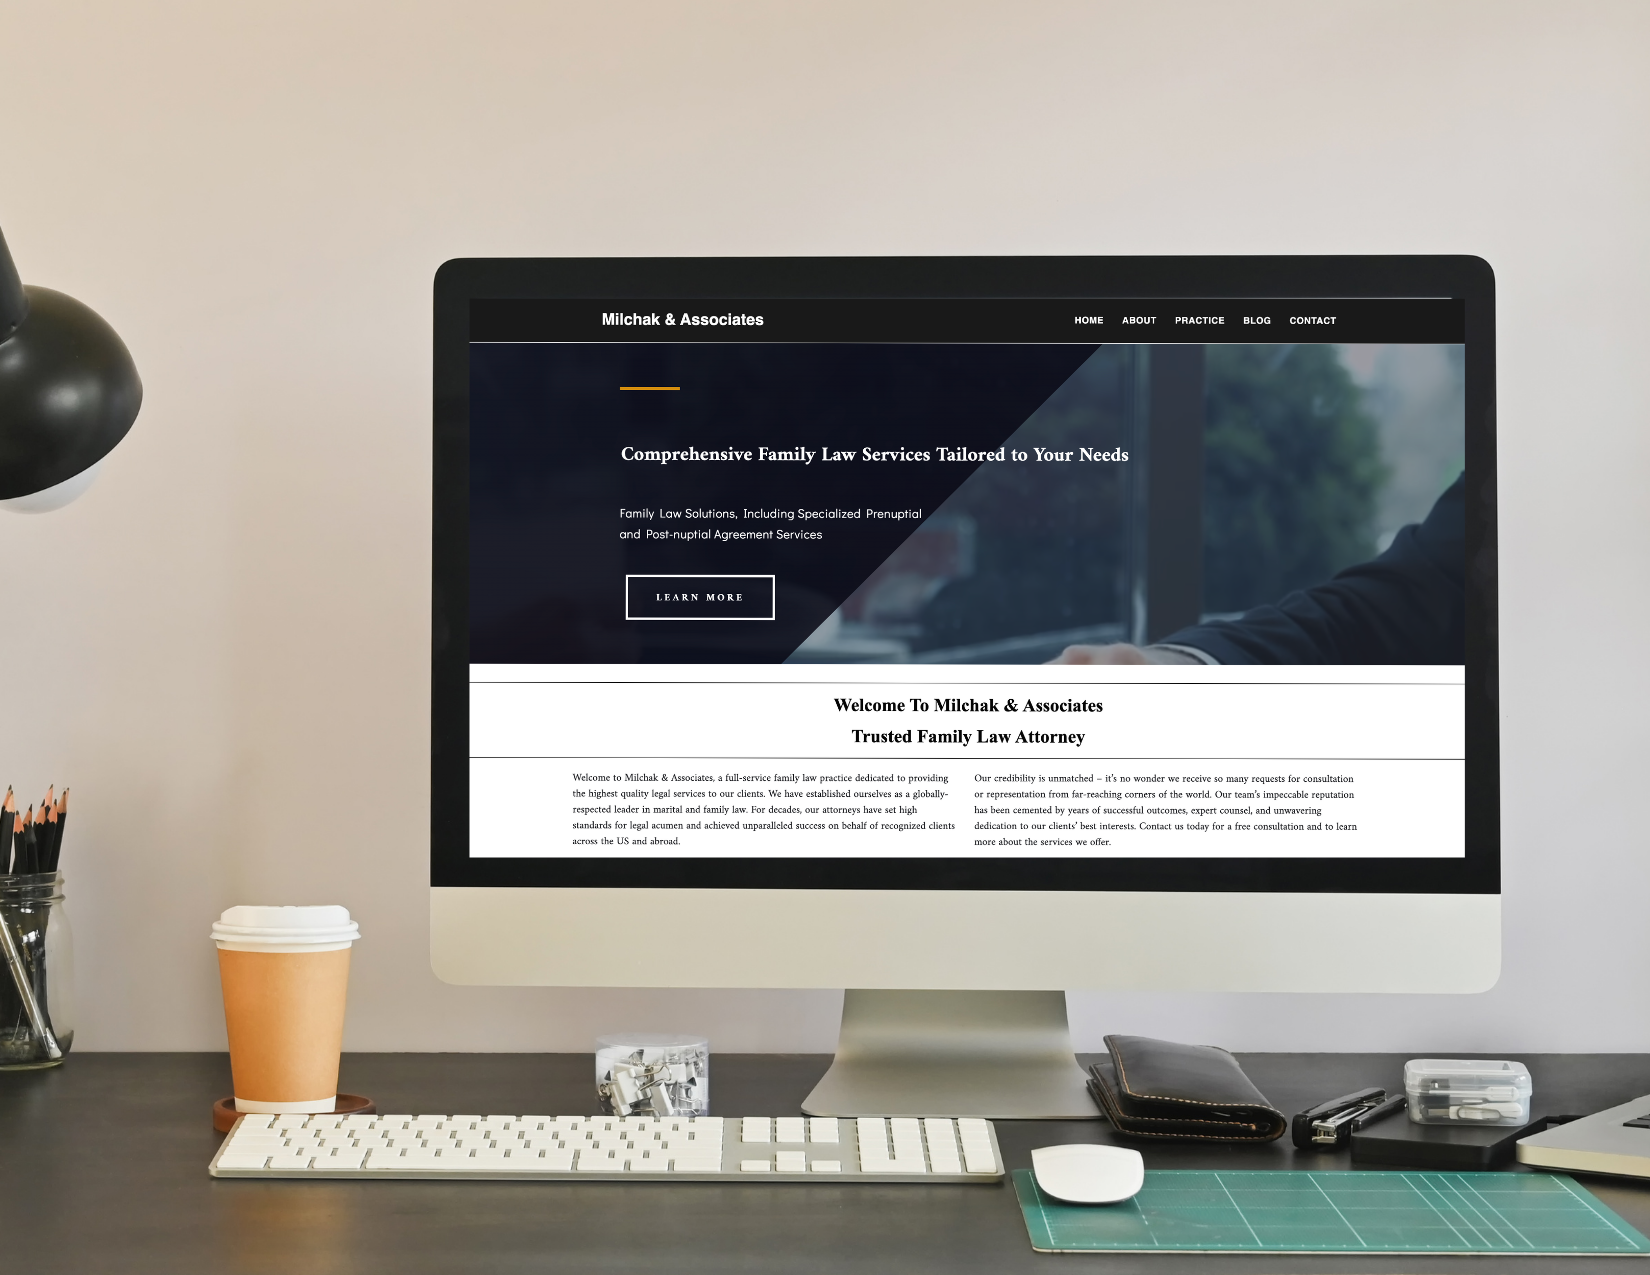 Milchak & Associates
HOME ABOUT PRACTICE BLOG CONTACT
Comprehensive Family Law Services Tailored to Your Needs
Family Law Solutions, Including Specialized Prenuptial
and Post-nuptial Agreement Services
LEARN MORE
Welcome To Milchak & Associates
Trusted Family Law Attorney
Welcome to Milchak & Associates, a full-service family law practice dedicated to providing
the highest quality legal services to our clients. We have established ourselves as a globally-
respected leader in marital and family law. For decades, our attorneys have set high
standards for legal acumen and achieved unparalleled success on behalf of recognized clients
across the US and abroad.
Our credibility is unmatched – it's no wonder we receive so many requests for consultation
or representation from far-reaching corners of the world. Our team's impeccable reputation
has been cemented by years of successful outcomes, expert counsel, and unwavering
dedication to our clients' best interests. Contact us today for a free consultation and to learn
more about the services we offer.